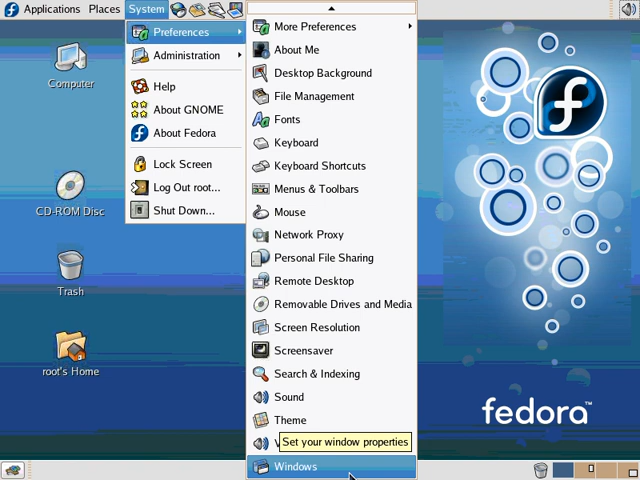 Applications Places System
Preferences
Administration
Help
About GNOME
About Fedora
Lock Screen
Log Out root...
Shut Down...
More Preferences
About Me
Desktop Background
File Management
Fonts
Keyboard
Keyboard Shortcuts
Menus & Toolbars
Mouse
Network Proxy
Personal File Sharing
Remote Desktop
Removable Drives and Media
Screen Resolution
Screensaver
Search & Indexing
Sound
Theme
Set your window properties
Windows
Computer
CD-ROM Disc
Trash
root's Home
fedora™